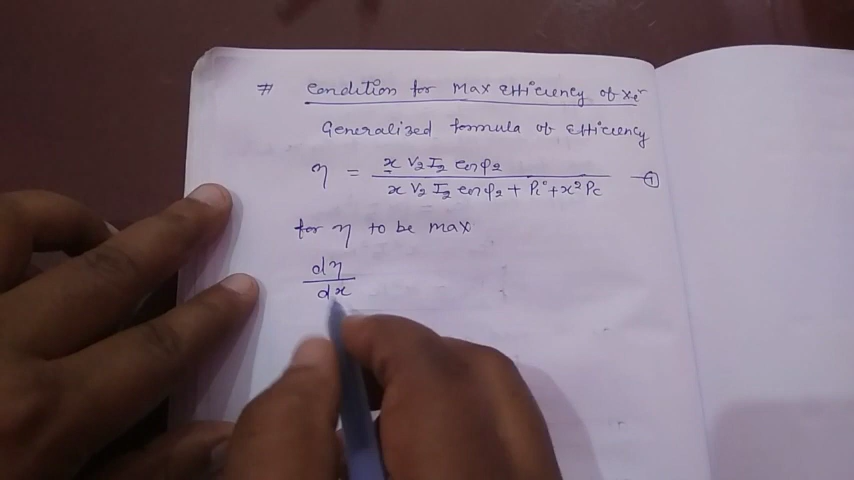 # Condition for Max Efficiency of Xer
Generalized formula of Efficiency
η = x V₂ I₂ cosφ₂ / x V₂ I₂ cosφ₂ + Pi + x² Pc —①
for η to be max
dη / dx